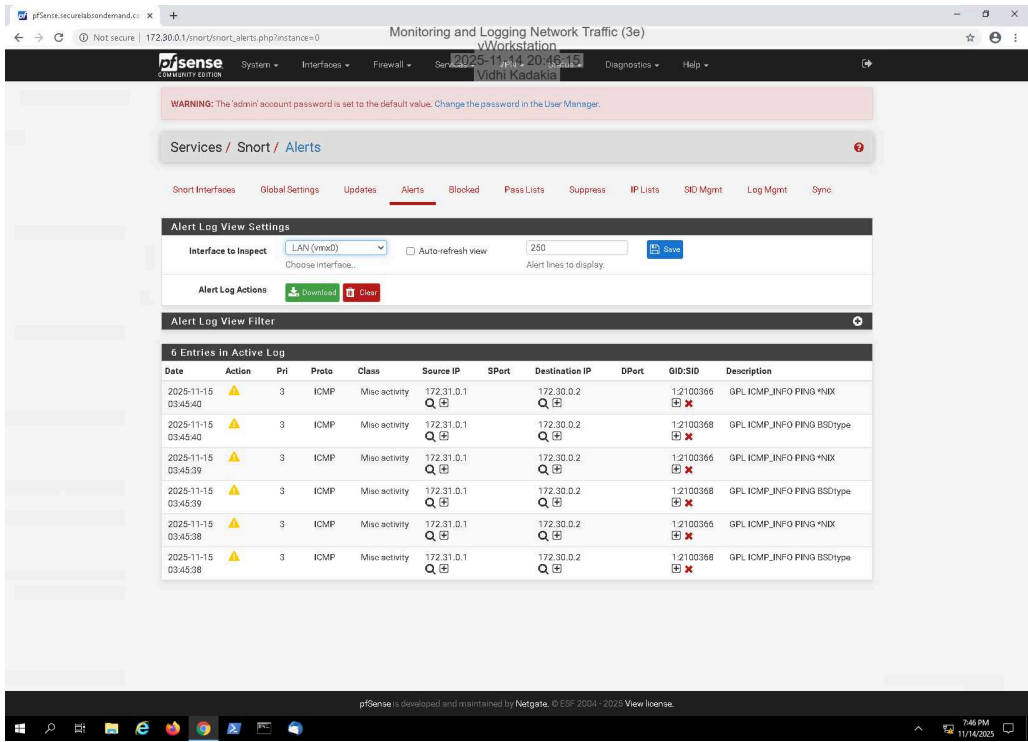 pfSense.securelabsondemand.co
Not secure 172.30.0.1/snort/snort_alerts.php?instance=0
Monitoring and Logging Network Traffic (3e)
vWorkstation
2025-11-14 20:46:15
Vidhi Kadakia
pfsense
COMMUNITY EDITION
System Interfaces Firewall Diagnostics Help
WARNING: The 'admin' account password is set to the default value. Change the password in the User Manager.
Services / Snort / Alerts
Snort Interfaces Global Settings Updates Alerts Blocked Pass Lists Suppress IP Lists SID Mgmt Log Mgmt Sync
Alert Log View Settings
Interface to Inspect LAN (vmx0) Auto-refresh view 250 Save
Choose interface.. Alert lines to display.
Alert Log Actions Download Clear
Alert Log View Filter
6 Entries in Active Log
Date Action Pri Proto Class Source IP SPort Destination IP DPort GID:SID Description
2025-11-15 3 ICMP Misc activity 172.31.0.1 172.30.0.2 1:2100366 GPL ICMP_INFO PING *NIX
03:45:40
2025-11-15 3 ICMP Misc activity 172.31.0.1 172.30.0.2 1:2100368 GPL ICMP_INFO PING BSDtype
03:45:40
2025-11-15 3 ICMP Misc activity 172.31.0.1 172.30.0.2 1:2100366 GPL ICMP_INFO PING *NIX
03:45:39
2025-11-15 3 ICMP Misc activity 172.31.0.1 172.30.0.2 1:2100368 GPL ICMP_INFO PING BSDtype
03:45:39
2025-11-15 3 ICMP Misc activity 172.31.0.1 172.30.0.2 1:2100366 GPL ICMP_INFO PING *NIX
03:45:38
2025-11-15 3 ICMP Misc activity 172.31.0.1 172.30.0.2 1:2100368 GPL ICMP_INFO PING BSDtype
03:45:38
pfSense is developed and maintained by Netgate. © ESF 2004 - 2025 View license.
7:46 PM
11/14/2025